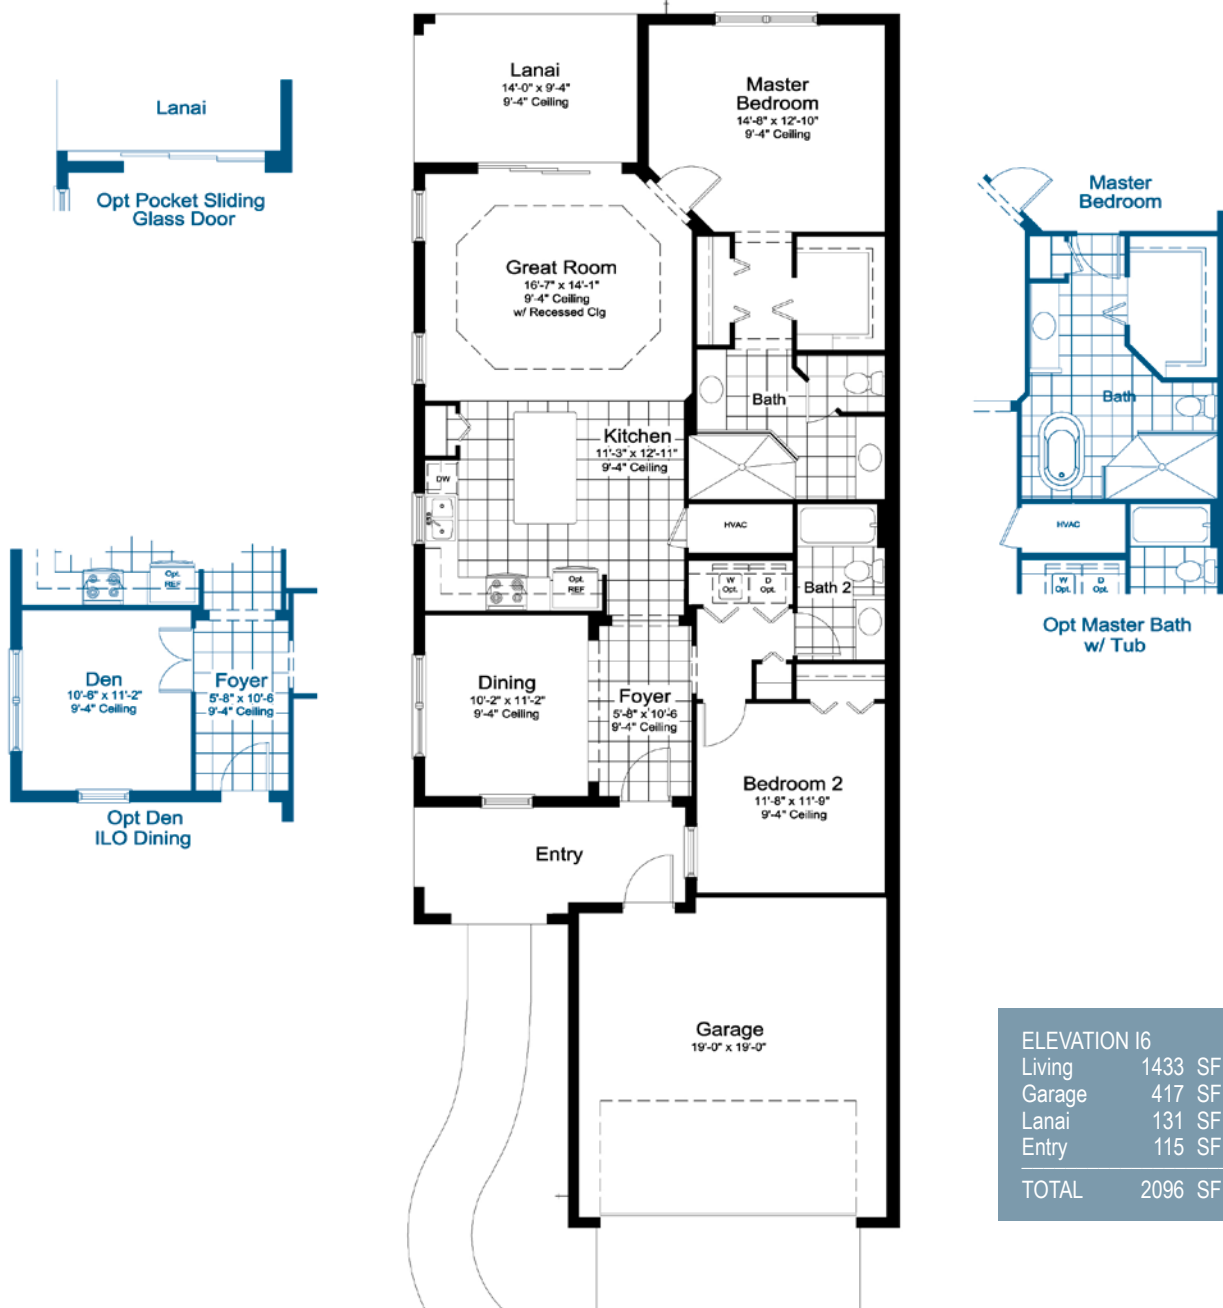 Lanai
14'-0" x 9'-4"
9'-4" Ceiling
Master
Bedroom
14'-8" x 12'-10"
9'-4" Ceiling
Lanai
Opt Pocket Sliding
Glass Door
Great Room
16'-7" x 14'-1"
9'-4" Ceiling
w/ Recessed Clg
Master
Bedroom
Bath
Bath
Kitchen
11'-3" x 12'-11"
9'-4" Ceiling
DW
HVAC
HVAC
Opt.
REF
W
Opt.
D
Opt.
Bath 2
W
Opt.
D
Opt.
Opt Master Bath
w/ Tub
Opt.
REF
Den
10'-6" x 11'-2"
9'-4" Ceiling
Foyer
5'-8" x 10'-6
9'-4" Ceiling
Opt Den
ILO Dining
Dining
10'-2" x 11'-2"
9'-4" Ceiling
Foyer
5'-8" x 10'-6
9'-4" Ceiling
Bedroom 2
11'-8" x 11'-9"
9'-4" Ceiling
Entry
Garage
19'-0" x 19'-0"
ELEVATION I6
Living 1433 SF
Garage 417 SF
Lanai 131 SF
Entry 115 SF
TOTAL 2096 SF